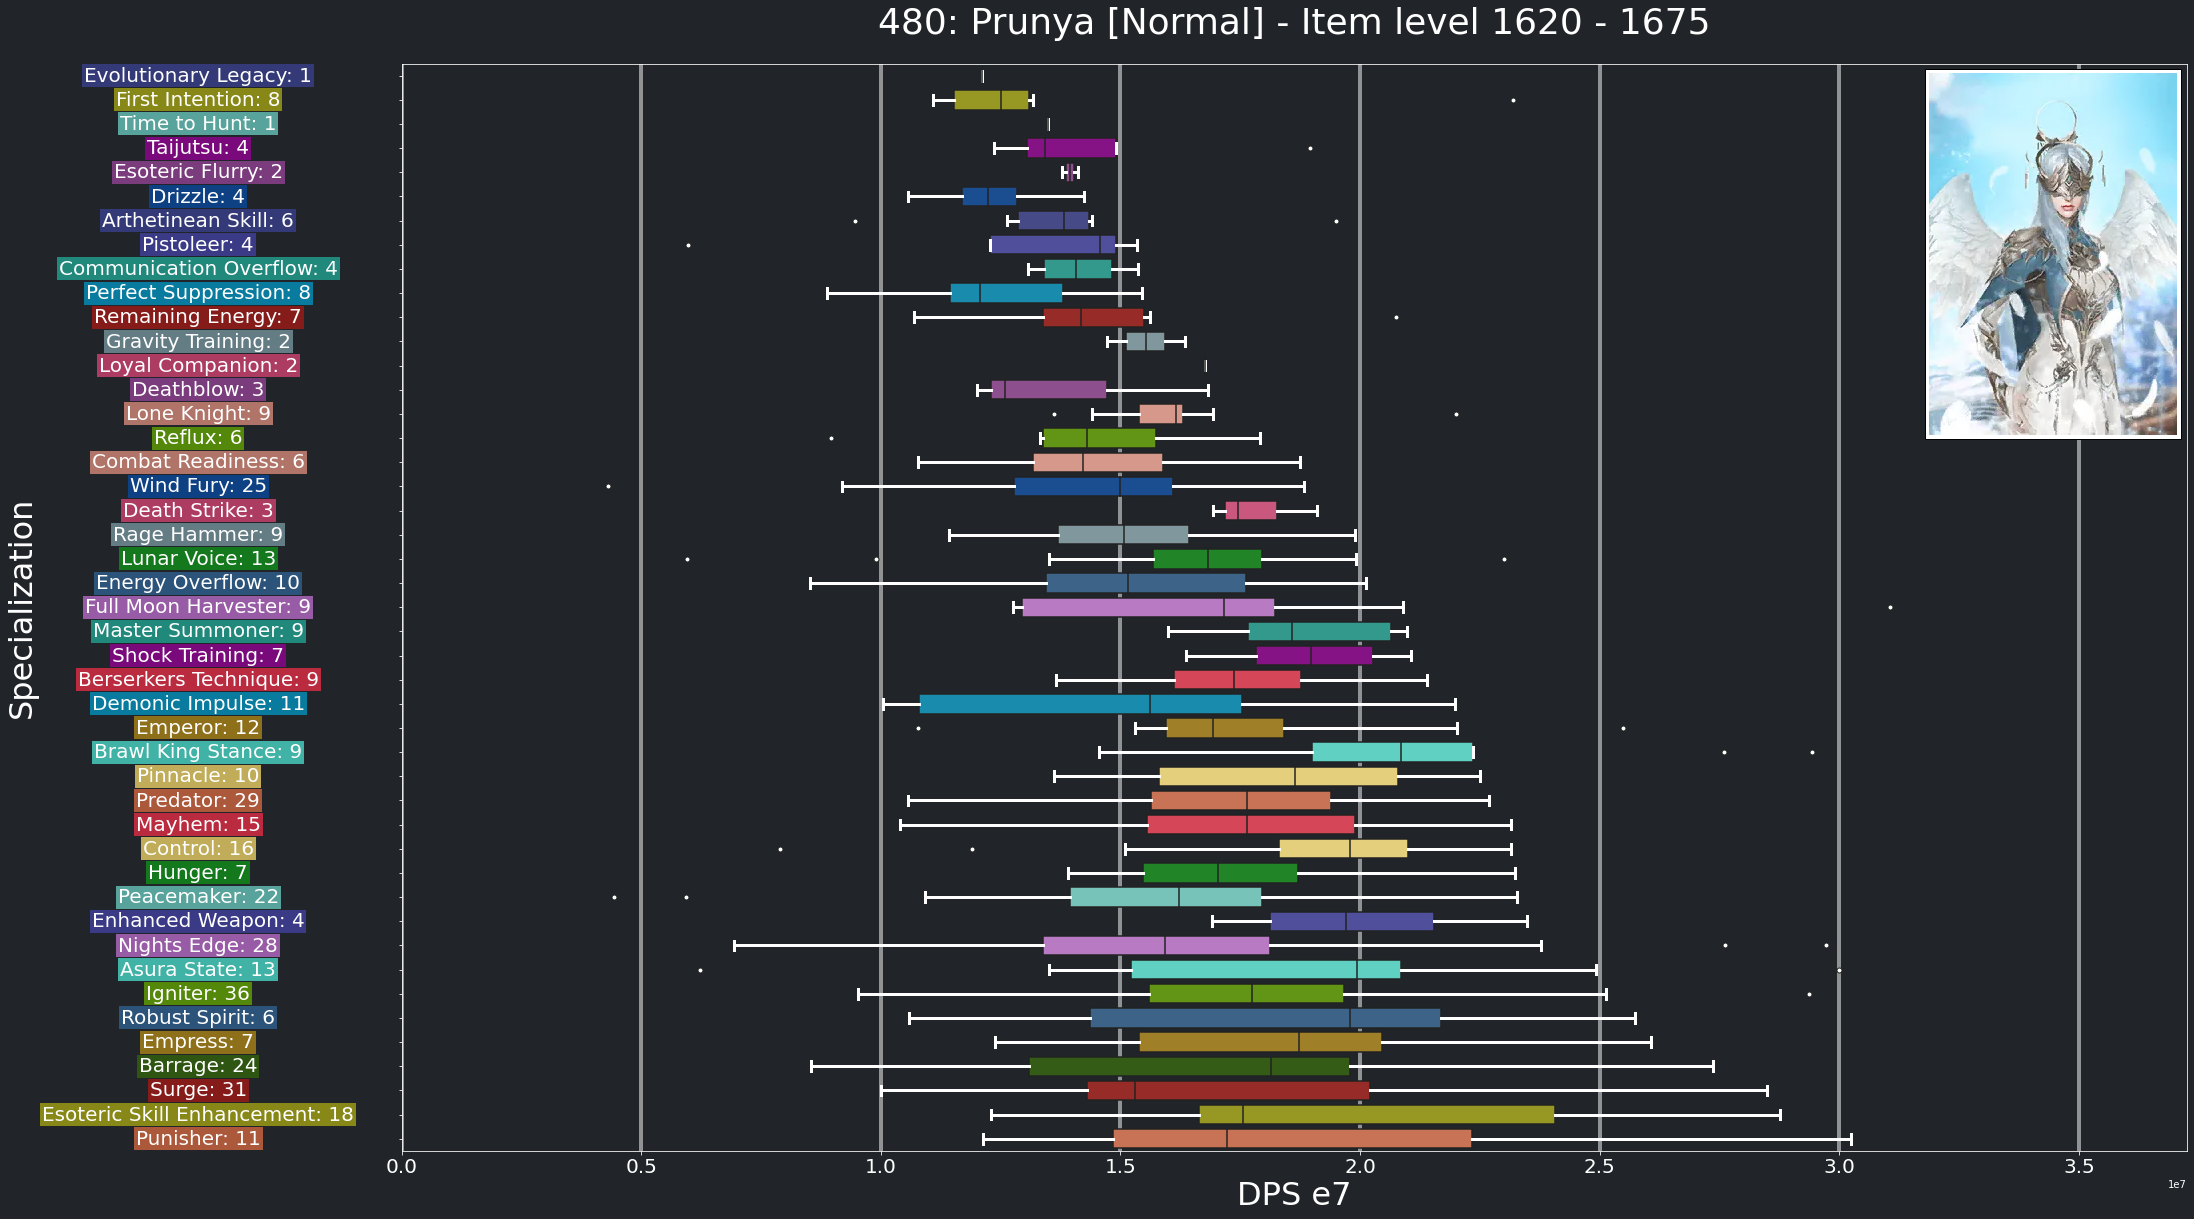 480: Prunya [Normal] - Item level 1620 - 1675
Specialization
Evolutionary Legacy: 1
First Intention: 8
Time to Hunt: 1
Taijutsu: 4
Esoteric Flurry: 2
Drizzle: 4
Arthetinean Skill: 6
Pistoleer: 4
Communication Overflow: 4
Perfect Suppression: 8
Remaining Energy: 7
Gravity Training: 2
Loyal Companion: 2
Deathblow: 3
Lone Knight: 9
Reflux: 6
Combat Readiness: 6
Wind Fury: 25
Death Strike: 3
Rage Hammer: 9
Lunar Voice: 13
Energy Overflow: 10
Full Moon Harvester: 9
Master Summoner: 9
Shock Training: 7
Berserkers Technique: 9
Demonic Impulse: 11
Emperor: 12
Brawl King Stance: 9
Pinnacle: 10
Predator: 29
Mayhem: 15
Control: 16
Hunger: 7
Peacemaker: 22
Enhanced Weapon: 4
Nights Edge: 28
Asura State: 13
Igniter: 36
Robust Spirit: 6
Empress: 7
Barrage: 24
Surge: 31
Esoteric Skill Enhancement: 18
Punisher: 11
0.0 0.5 1.0 1.5 2.0 2.5 3.0 3.5
DPS e7
1e7